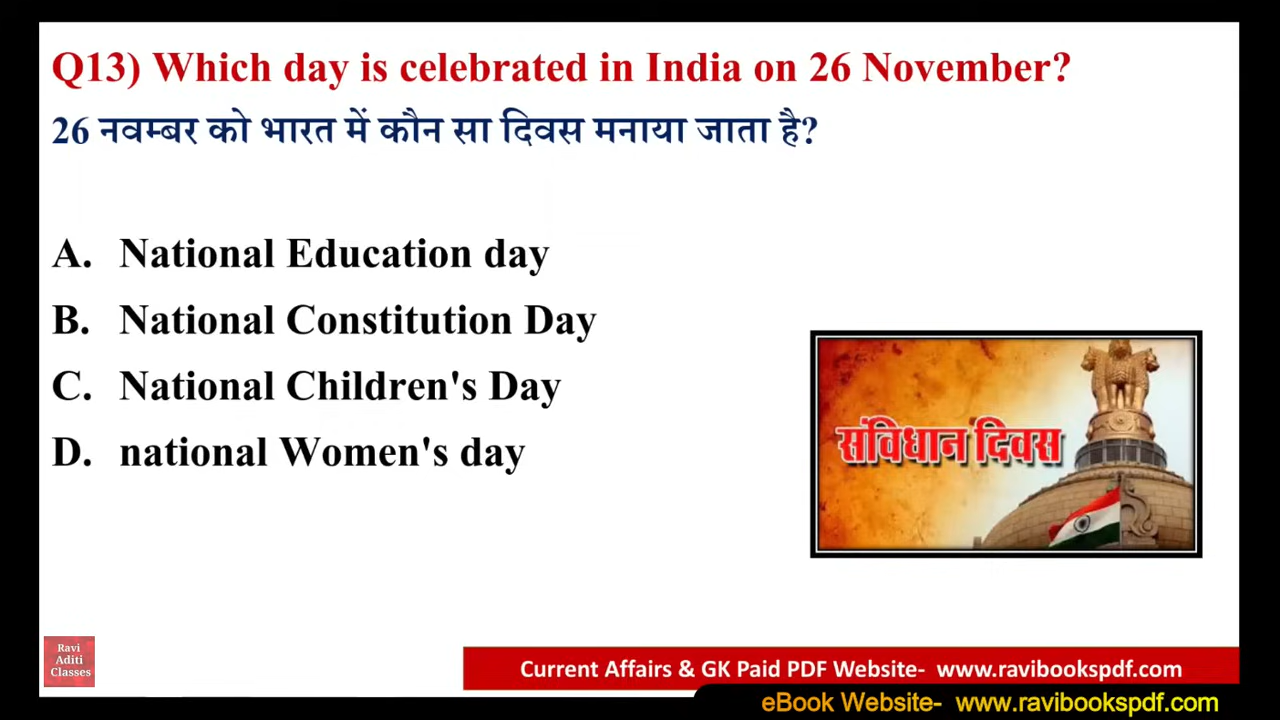 Q13) Which day is celebrated in India on 26 November?
26 नवम्बर को भारत में कौन सा दिवस मनाया जाता है?
A. National Education day
B. National Constitution Day
C. National Children's Day
D. national Women's day
संविधान दिवस
Ravi
Aditi
Classes
Current Affairs & GK Paid PDF Website- www.ravibookspdf.com
eBook Website- www.ravibookspdf.com